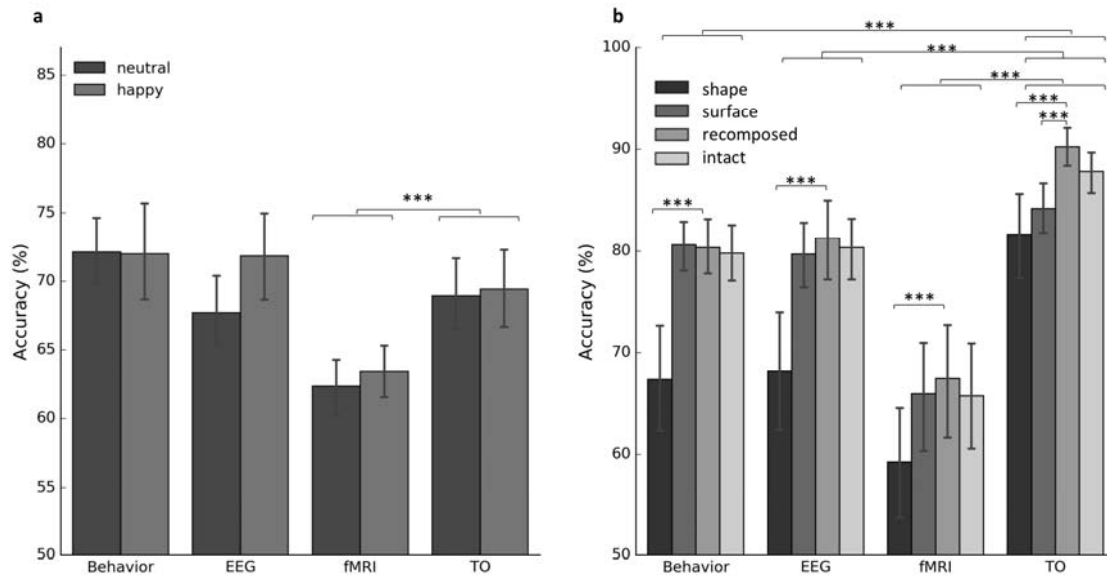 a
neutral
happy
***
Accuracy (%)
85
80
75
70
65
60
55
50
Behavior
EEG
fMRI
TO
b
***
***
***
shape
surface
recomposed
intact
***
***
***
***
***
Accuracy (%)
100
90
80
70
60
50
Behavior
EEG
fMRI
TO